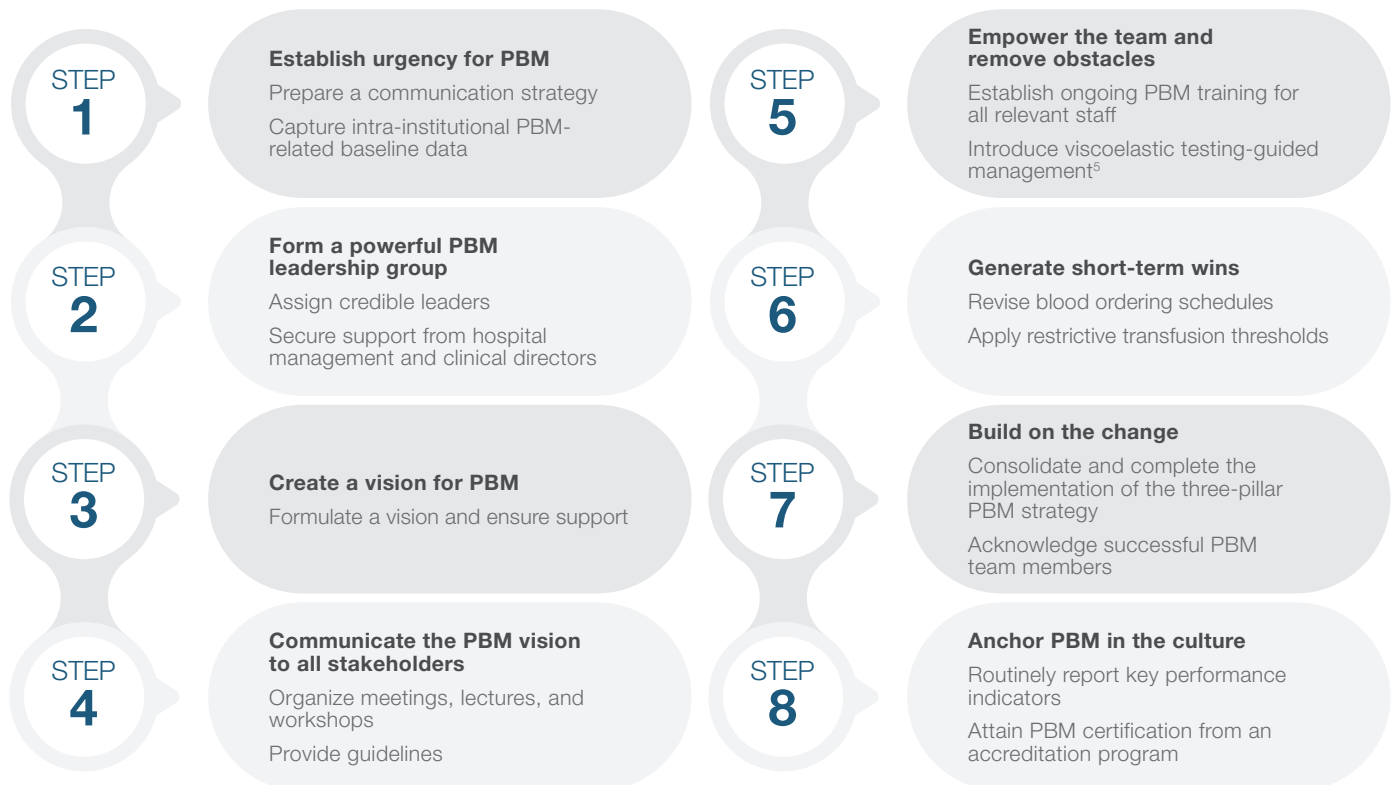 STEP
1
Establish urgency for PBM
Prepare a communication strategy
Capture intra-institutional PBM-
related baseline data
STEP
2
Form a powerful PBM
leadership group
Assign credible leaders
Secure support from hospital
management and clinical directors
STEP
3
Create a vision for PBM
Formulate a vision and ensure support
STEP
4
Communicate the PBM vision
to all stakeholders
Organize meetings, lectures, and
workshops
Provide guidelines
STEP
5
Empower the team and
remove obstacles
Establish ongoing PBM training for
all relevant staff
Introduce viscoelastic testing-guided
management⁵
STEP
6
Generate short-term wins
Revise blood ordering schedules
Apply restrictive transfusion thresholds
STEP
7
Build on the change
Consolidate and complete the
implementation of the three-pillar
PBM strategy
Acknowledge successful PBM
team members
STEP
8
Anchor PBM in the culture
Routinely report key performance
indicators
Attain PBM certification from an
accreditation program